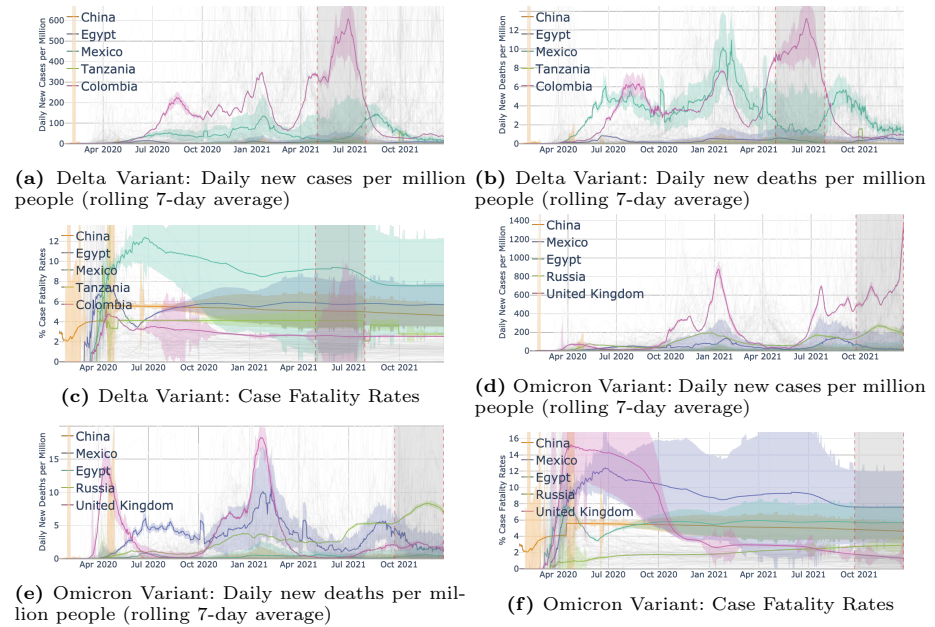 China
Egypt
Mexico
Tanzania
Colombia
Daily New Cases per Million
600
500
400
300
200
100
0
Apr 2020 Jul 2020 Oct 2020 Jan 2021 Apr 2021 Jul 2021 Oct 2021
(a) Delta Variant: Daily new cases per million
people (rolling 7-day average)
China
Egypt
Mexico
Tanzania
Colombia
Daily New Deaths per Million
12
10
8
6
4
2
0
Apr 2020 Jul 2020 Oct 2020 Jan 2021 Apr 2021 Jul 2021 Oct 2021
(b) Delta Variant: Daily new deaths per million
people (rolling 7-day average)
China
Egypt
Mexico
Tanzania
Colombia
% Case Fatality Rates
12
10
8
6
4
2
0
Apr 2020 Jul 2020 Oct 2020 Jan 2021 Apr 2021 Jul 2021 Oct 2021
(c) Delta Variant: Case Fatality Rates
China
Mexico
Egypt
Russia
United Kingdom
Daily New Cases per Million
1400
1200
1000
800
600
400
200
0
Apr 2020 Jul 2020 Oct 2020 Jan 2021 Apr 2021 Jul 2021 Oct 2021
(d) Omicron Variant: Daily new cases per million
people (rolling 7-day average)
China
Mexico
Egypt
Russia
United Kingdom
Daily New Deaths per Million
15
10
5
0
Apr 2020 Jul 2020 Oct 2020 Jan 2021 Apr 2021 Jul 2021 Oct 2021
(e) Omicron Variant: Daily new deaths per mil-
lion people (rolling 7-day average)
China
Mexico
Egypt
Russia
United Kingdom
% Case Fatality Rates
16
14
12
10
8
6
4
2
0
Apr 2020 Jul 2020 Oct 2020 Jan 2021 Apr 2021 Jul 2021 Oct 2021
(f) Omicron Variant: Case Fatality Rates